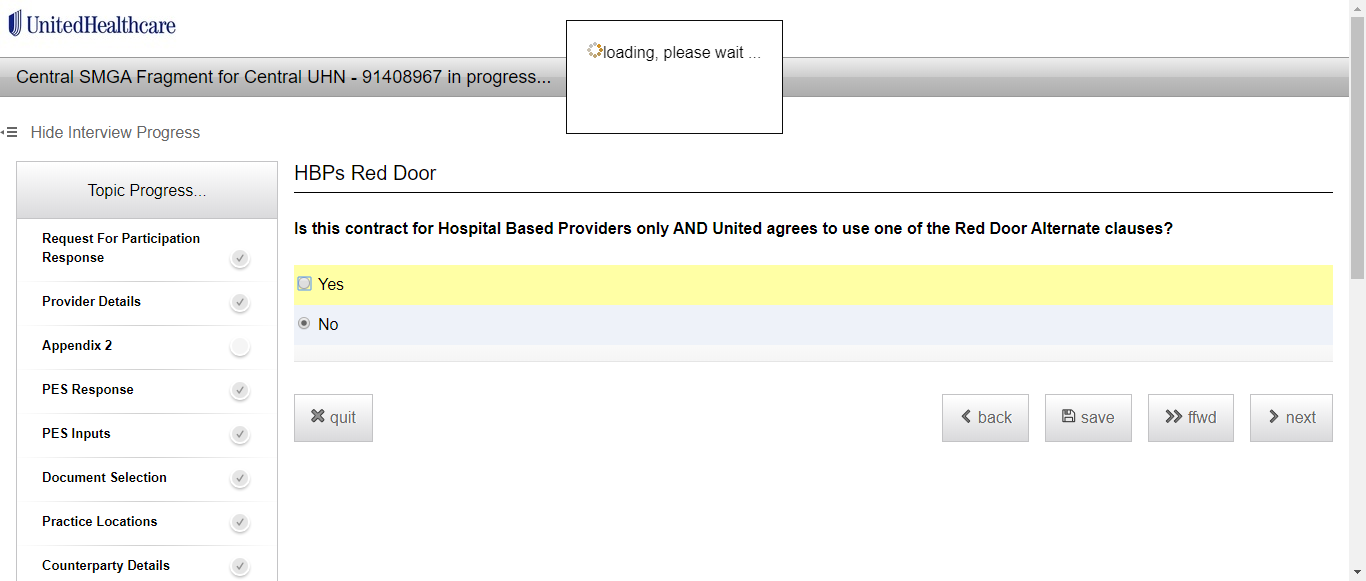 UnitedHealthcare
loading, please wait ...
Central SMGA Fragment for Central UHN - 91408967 in progress...
Hide Interview Progress
Topic Progress...
Request For Participation
Response
Provider Details
Appendix 2
PES Response
PES Inputs
Document Selection
Practice Locations
Counterparty Details
HBPs Red Door
Is this contract for Hospital Based Providers only AND United agrees to use one of the Red Door Alternate clauses?
Yes
No
quit
back
save
ffwd
next